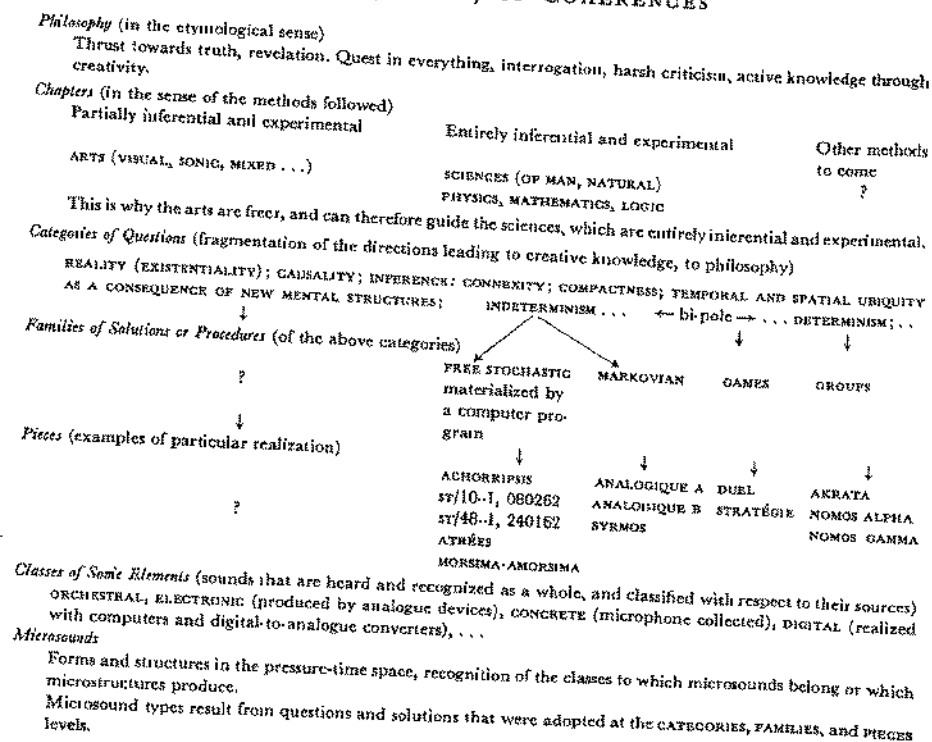 COHERENCES
Philosophy (in the etymological sense)
Thrust towards truth, revelation. Quest in everything, interrogation, harsh criticism, active knowledge through
creativity.
Chapters (in the sense of the methods followed)
Partially inferential and experimental Entirely inferential and experimental Other methods
to come
ARTS (VISUAL, SONIC, MIXED . . .) SCIENCES (OF MAN, NATURAL) ?
PHYSICS, MATHEMATICS, LOGIC
This is why the arts are freer, and can therefore guide the sciences, which are entirely inferential and experimental.
Categories of Questions (fragmentation of the directions leading to creative knowledge, to philosophy)
REALITY (EXISTENTIALITY); CAUSALITY; INFERENCE: CONNEXITY; COMPACTNESS; TEMPORAL AND SPATIAL UBIQUITY
AS A CONSEQUENCE OF NEW MENTAL STRUCTURES; INDETERMINISM . . . ← bi-pole → . . . DETERMINISM; . .
↓ ↓ ↓
Families of Solutions or Procedures (of the above categories)
? FREE STOCHASTIC MARKOVIAN GAMES GROUPS
materialized by
a computer pro-
gram
↓ ↓ ↓ ↓ ↓
Pieces (examples of particular realization)
? ACHORRIPSIS ANALOGIQUE A DUEL AKRATA
ST/10-1, 080262 ANALOGIQUE B STRATÉGIE NOMOS ALPHA
ST/48-1, 240162 SYRMOS NOMOS GAMMA
ATRÉES
MORSIMA-AMORSIMA
Classes of Sonic Elements (sounds that are heard and recognized as a whole, and classified with respect to their sources)
ORCHESTRAL, ELECTRONIC (produced by analogue devices), CONCRETE (microphone collected), DIGITAL (realized
with computers and digital-to-analogue converters), . . .
Microsounds
Forms and structures in the pressure-time space, recognition of the classes to which microsounds belong or which
microstructures produce.
Microsound types result from questions and solutions that were adopted at the CATEGORIES, FAMILIES, and PIECES
levels.